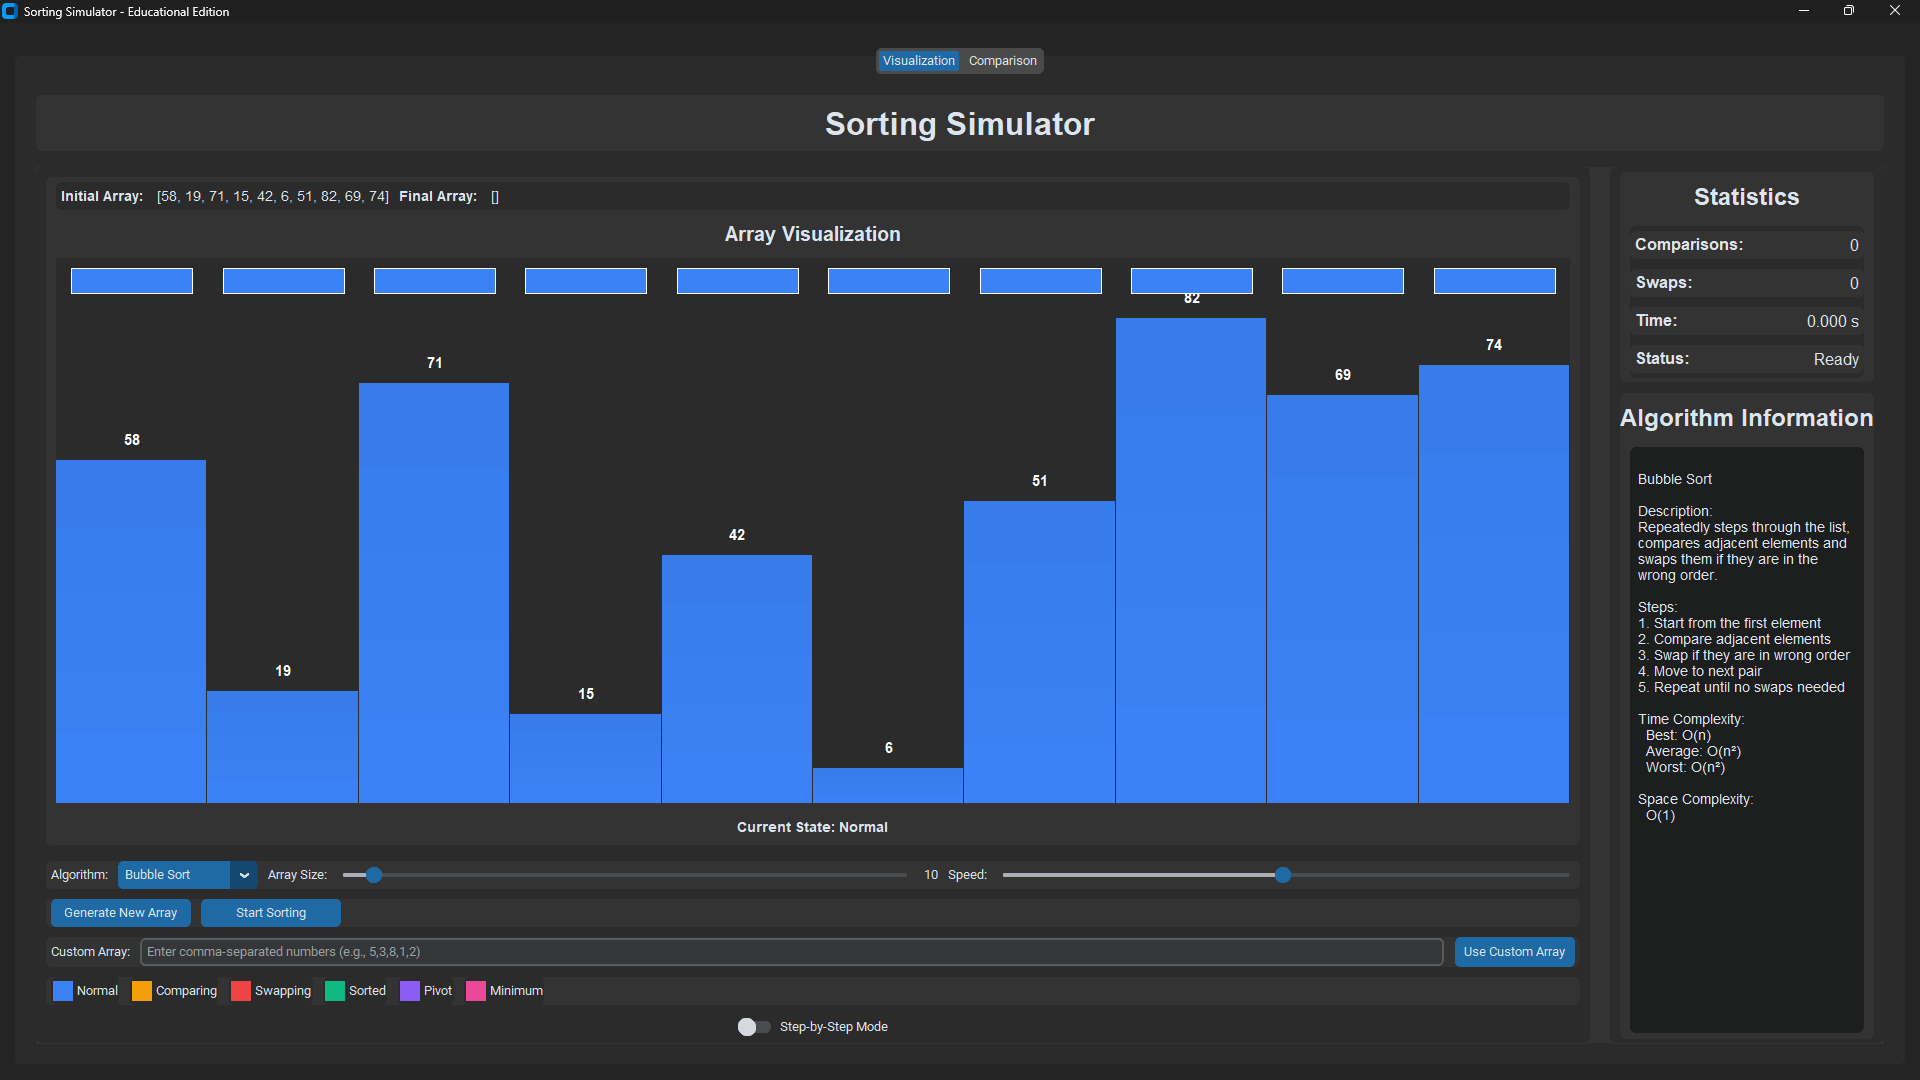 Sorting Simulator - Educational Edition
Visualization Comparison
Sorting Simulator
Initial Array: [58, 19, 71, 15, 42, 6, 51, 82, 69, 74] Final Array: []
Array Visualization
58
19
71
15
42
6
51
82
69
74
Current State: Normal
Algorithm: Bubble Sort Array Size: 10 Speed:
Generate New Array Start Sorting
Custom Array: Enter comma-separated numbers (e.g., 5,3,8,1,2) Use Custom Array
Normal Comparing Swapping Sorted Pivot Minimum
Step-by-Step Mode
Statistics
Comparisons: 0
Swaps: 0
Time: 0.000 s
Status: Ready
Algorithm Information
Bubble Sort
Description:
Repeatedly steps through the list,
compares adjacent elements and
swaps them if they are in the
wrong order.
Steps:
1. Start from the first element
2. Compare adjacent elements
3. Swap if they are in wrong order
4. Move to next pair
5. Repeat until no swaps needed
Time Complexity:
Best: O(n)
Average: O(n²)
Worst: O(n²)
Space Complexity:
O(1)